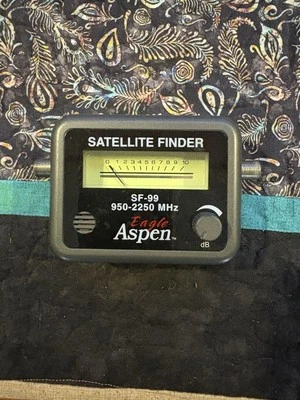 SATELLITE FINDER
0 1 2 3 4 5 6 7 8 9 10
SF-99
950-2250 MHz
Eagle
Aspen™
dB